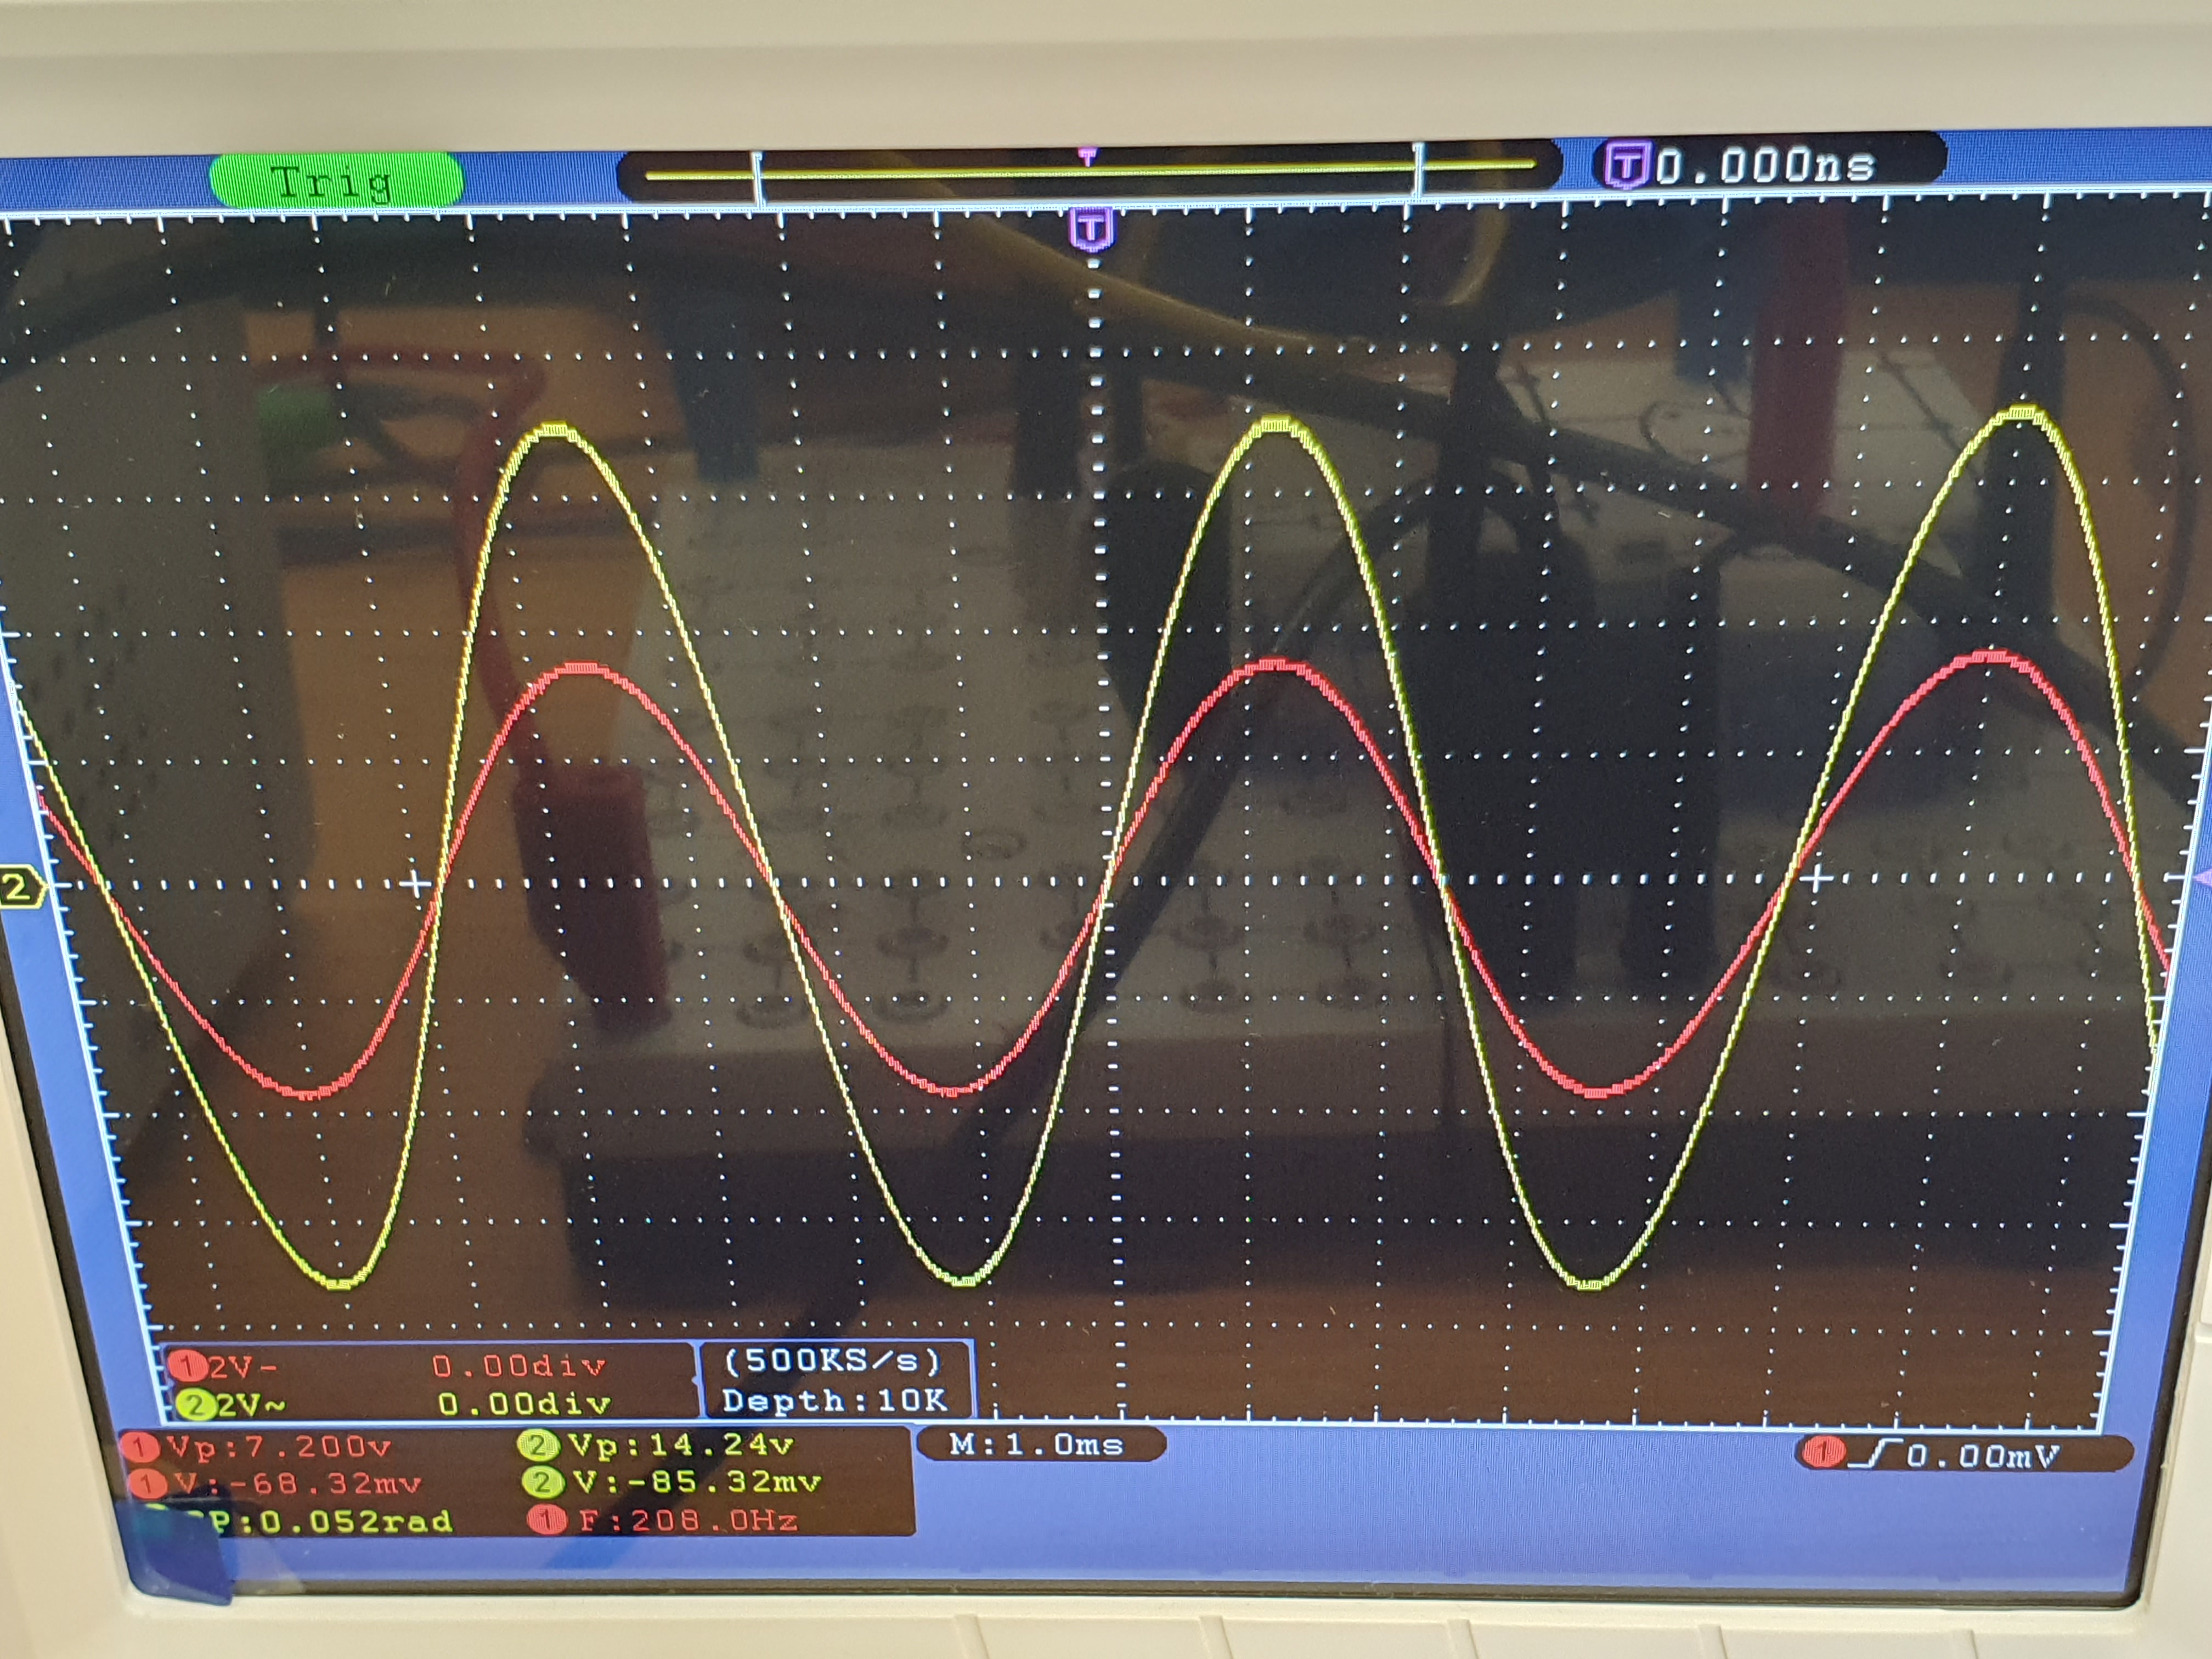 Trig T T 0.000ns
T
2
1 2V- 0.00div (500KS/s)
2 2V~ 0.00div Depth:10K
1 Vp:7.200v 2 Vp:14.24v M:1.0ms 1 0.00mV
1 V:-68.32mv 2 V:-85.32mv
P:0.052rad 1 F:208.0Hz